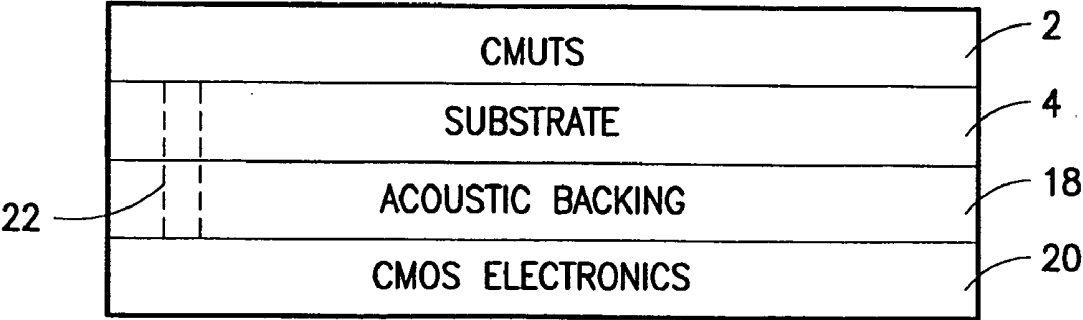 CMUTS 2
SUBSTRATE 4
ACOUSTIC BACKING 18
22
CMOS ELECTRONICS 20